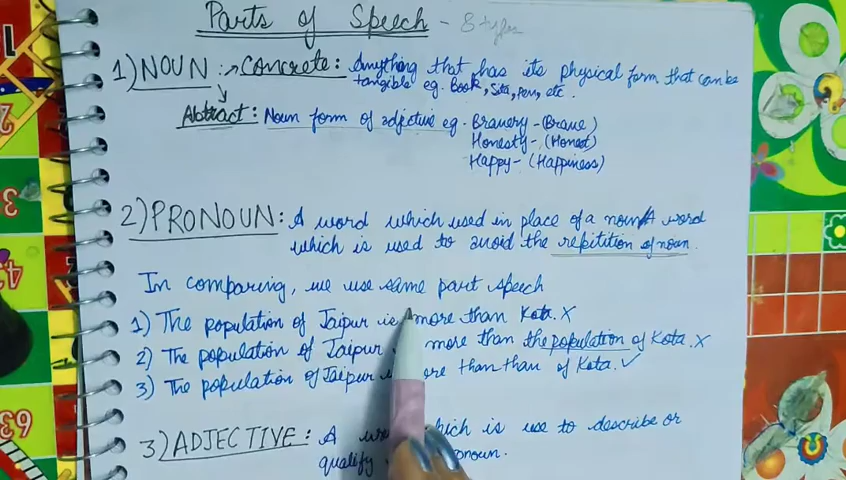 Parts of Speech - 8 types
1) NOUN :→ Concrete: Anything that has its physical form that can be
tangible eg. Book, Sita, Pen, etc.
Abstract: Noun form of adjective eg. Bravery - (Brave)
Honesty - (Honest)
Happy - (Happiness)
2) PRONOUN: A word which used in place of a noun/A word
which is used to avoid the repitition of noun.
In comparing, we use same part speech
1) The population of Jaipur is more than Kota. X
2) The population of Jaipur more than the population of Kota. X
3) The population of Jaipur more than than of Kota. ✓
3) ADJECTIVE: A which is use to describe or
qualify pronoun.